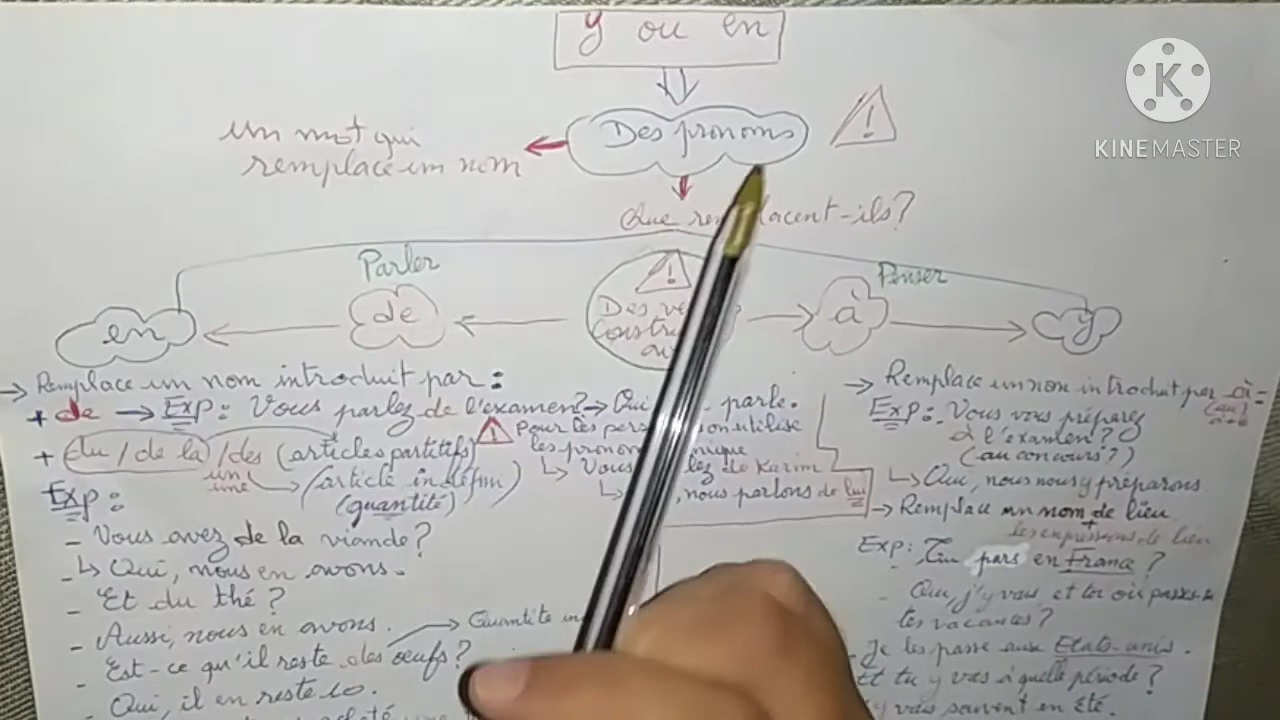 y ou en
Des pronoms
Un mot qui
remplace un nom
Que remplacent-ils?
Parler
Penser
en
de
à
y
→ Remplace un nom introduit par :
+ de → Exp: Vous parlez de l'examen? → Oui parle.
+ du / de la / des (articles partitifs)
un
une
(article indéfini)
(quantité)
Exp:
- Vous avez de la viande?
↳ Oui, nous en avons.
- Et du thé?
- Aussi, nous en avons.
→ Quantité
- Est-ce qu'il reste des œufs?
- Oui, il en reste 10.
Pour les on utilise
les pronoms
↳ Vous de Karim
↳ , nous parlons de lui
→ Remplace un nom introduit par à :
Exp: Vous vous préparez
à l'examen?
(au concours?)
↳ Oui, nous nous y préparons.
→ Remplace un nom de lieu
+
les expressions de lieu
Exp: Tu pars en France?
- Oui, j'y vais et toi où passes-tu
tes vacances?
- Je les passe aux Etats-unis.
Et tu y vas à quelle période?
y vais souvent en été.
KINEMASTER